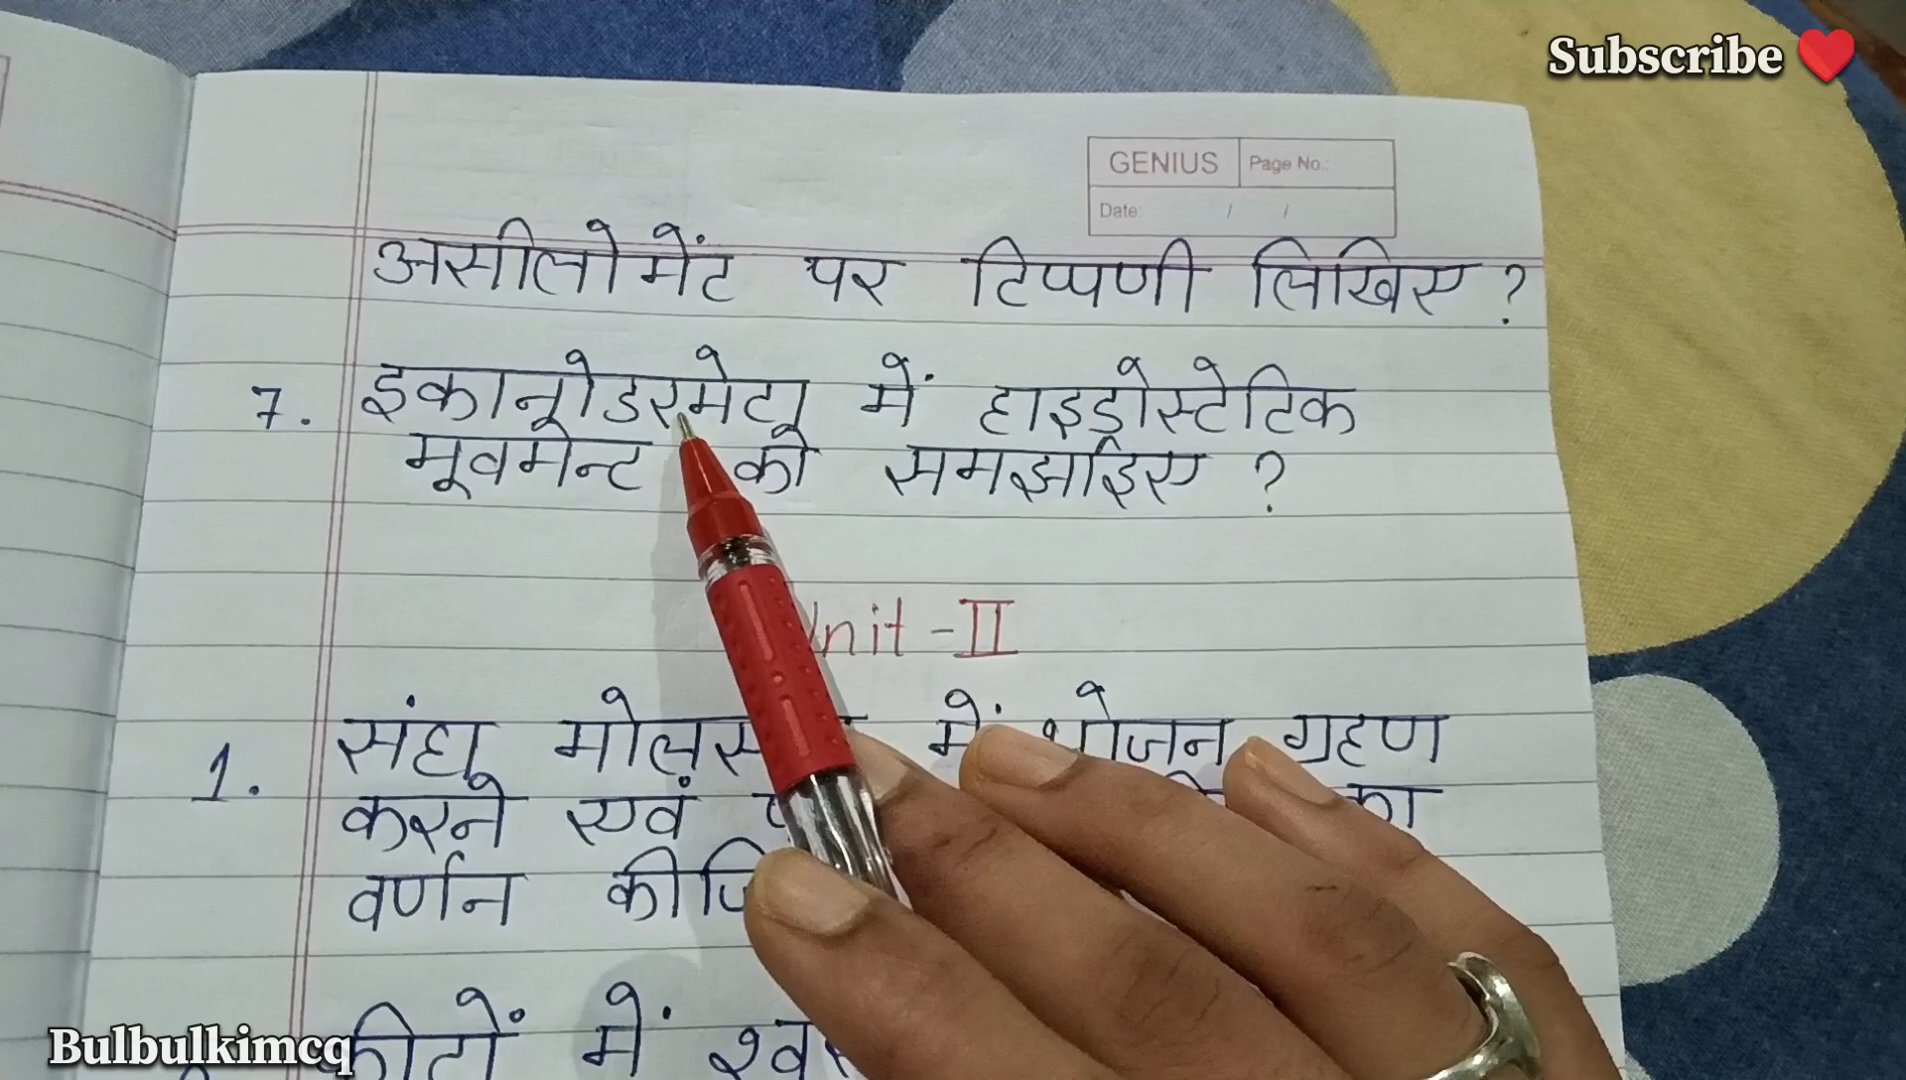 Subscribe ❤️
GENIUS Page No.:
Date: / /
असीलोमेंट पर टिप्पणी लिखिए ?
7. इकानूोडरमेटा में हाइड्रोस्टेटिक
मूवमेन्ट को समझाइए ?
Unit - II
1. संघ मोलस में भोजन ग्रहण
करने एवं का
वर्णन
कीटों में
Bulbulkimcq